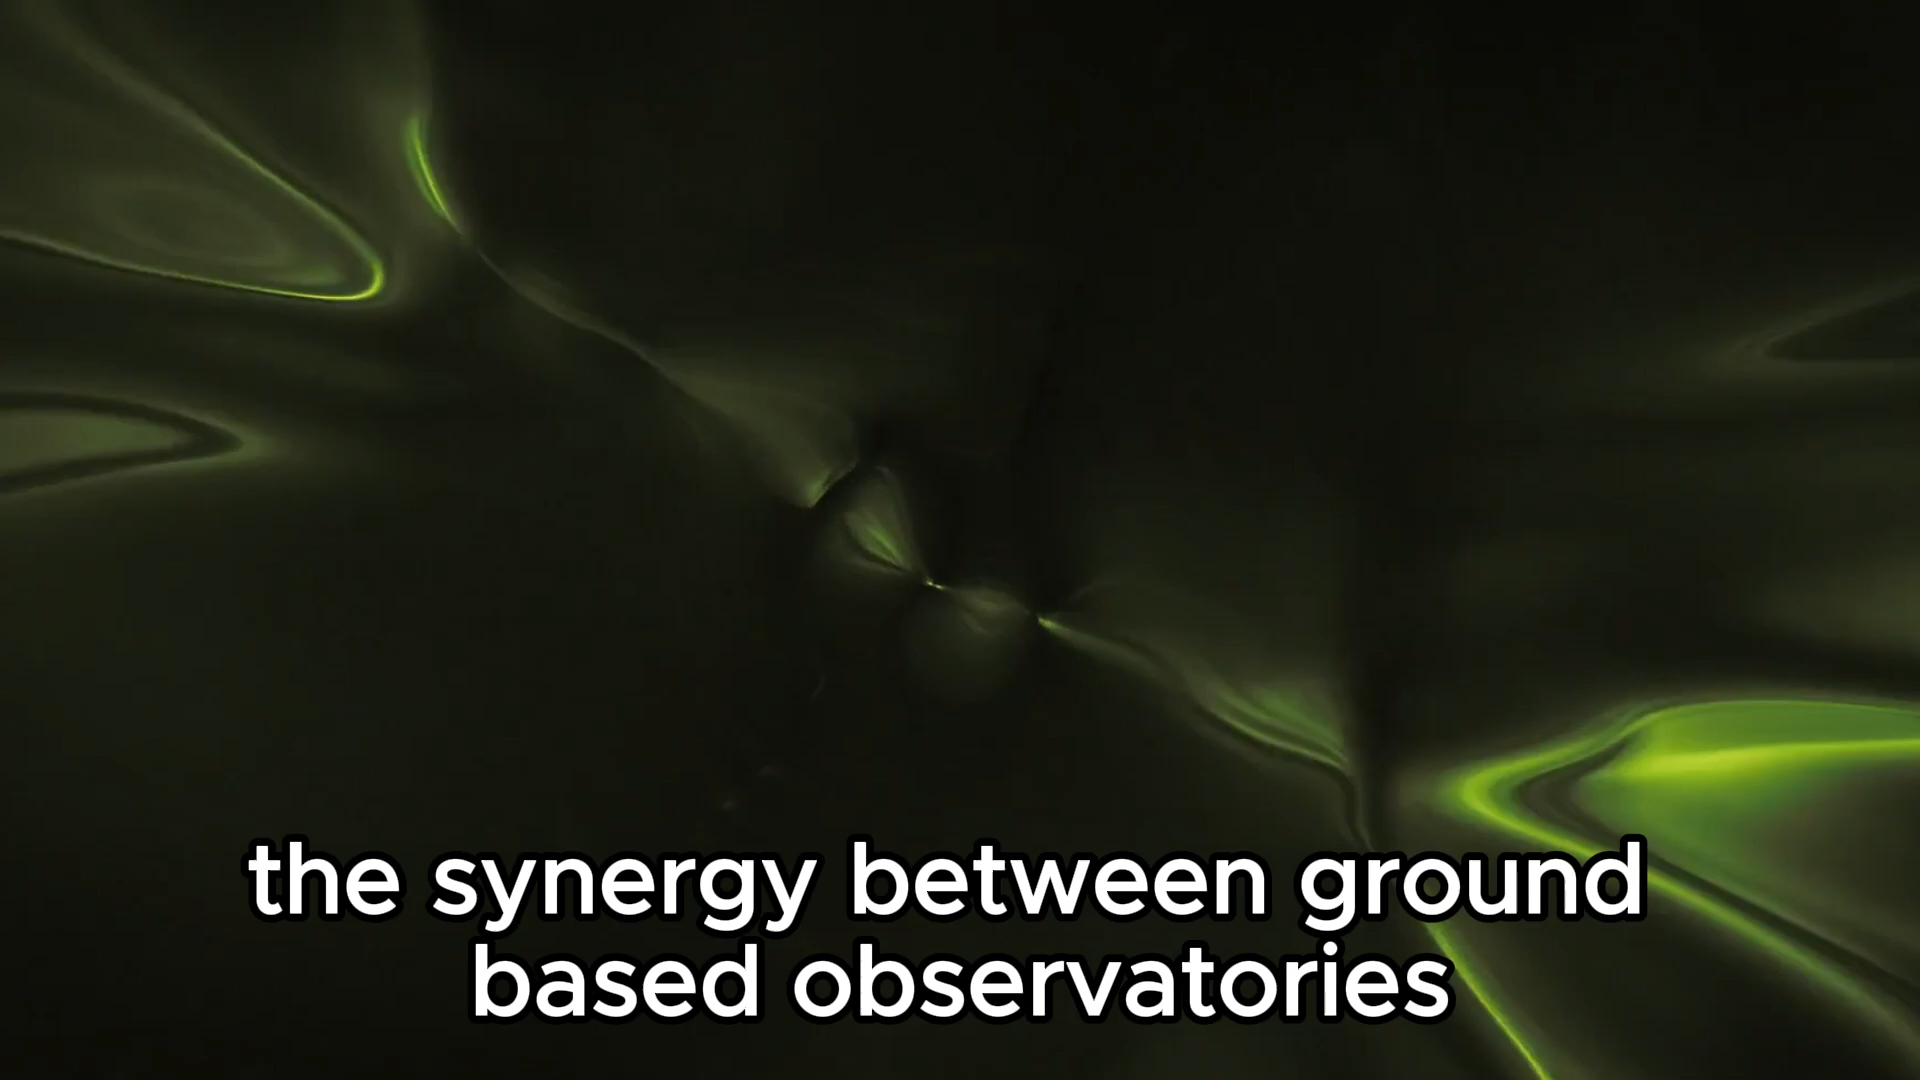 the synergy between ground
based observatories